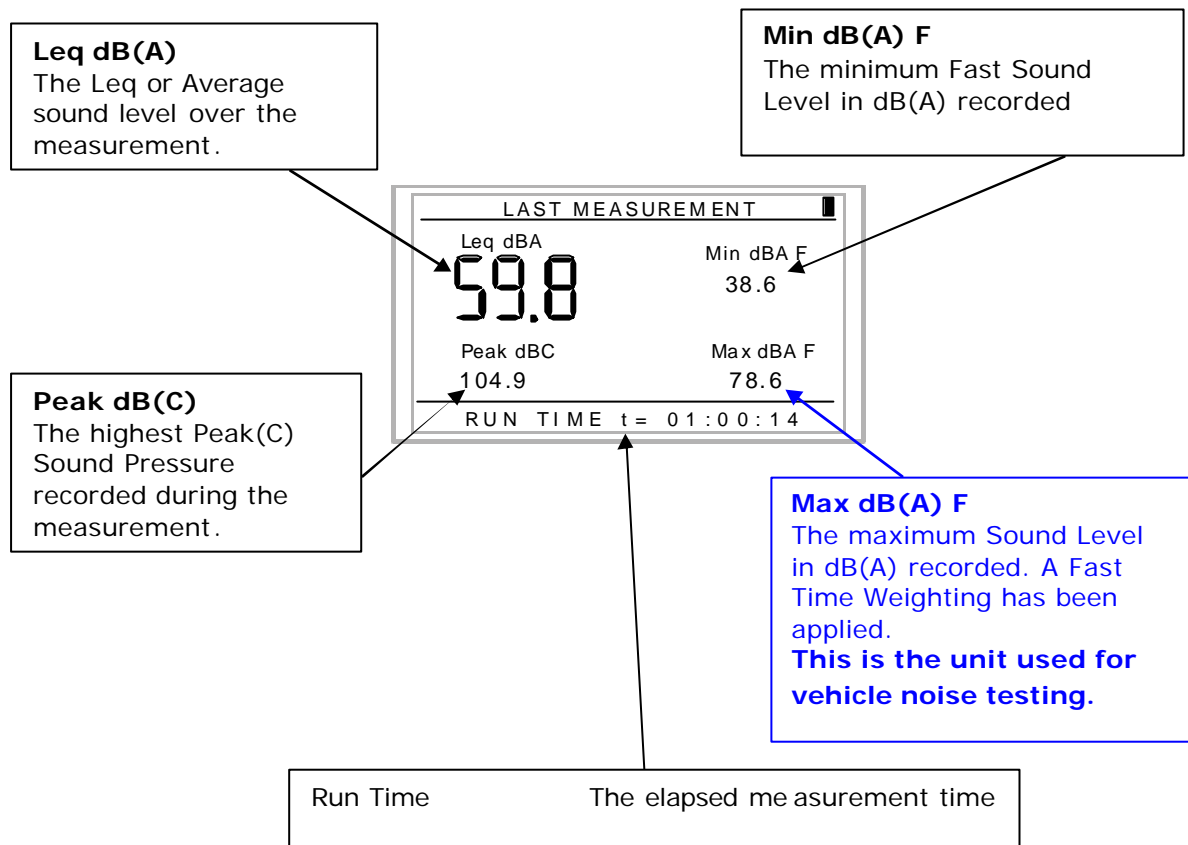 Leq dB(A)
The Leq or Average
sound level over the
measurement.
Min dB(A) F
The minimum Fast Sound
Level in dB(A) recorded
LAST MEASUREMENT
Leq dBA
59.8
Min dBA F
38.6
Peak dBC
104.9
Max dBA F
78.6
RUN TIME t= 01:00:14
Peak dB(C)
The highest Peak(C)
Sound Pressure
recorded during the
measurement.
Max dB(A) F
The maximum Sound Level
in dB(A) recorded. A Fast
Time Weighting has been
applied.
This is the unit used for
vehicle noise testing.
Run Time The elapsed me asurement time